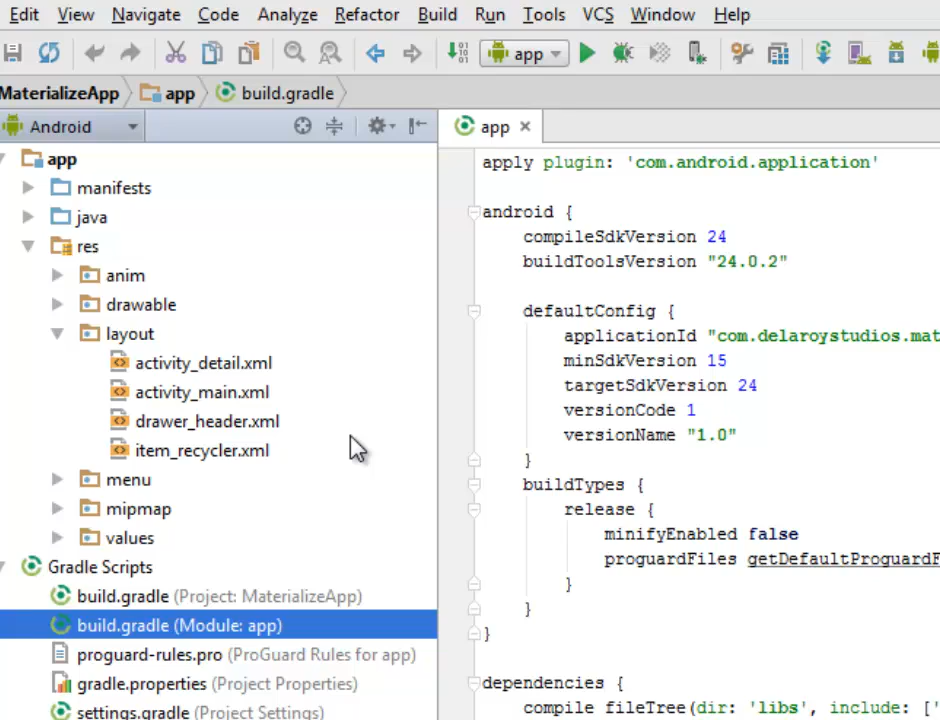 Edit View Navigate Code Analyze Refactor Build Run Tools VCS Window Help
app
MaterializeApp app build.gradle
Android
app
app
manifests
java
res
anim
drawable
layout
activity_detail.xml
activity_main.xml
drawer_header.xml
item_recycler.xml
menu
mipmap
values
Gradle Scripts
build.gradle (Project: MaterializeApp)
build.gradle (Module: app)
proguard-rules.pro (ProGuard Rules for app)
gradle.properties (Project Properties)
settings.gradle (Project Settings)
apply plugin: 'com.android.application'
android {
compileSdkVersion 24
buildToolsVersion "24.0.2"
defaultConfig {
applicationId "com.delaroystudios.mat
minSdkVersion 15
targetSdkVersion 24
versionCode 1
versionName "1.0"
}
buildTypes {
release {
minifyEnabled false
proguardFiles getDefaultProguardF
}
}
}
dependencies {
compile fileTree(dir: 'libs', include: ['